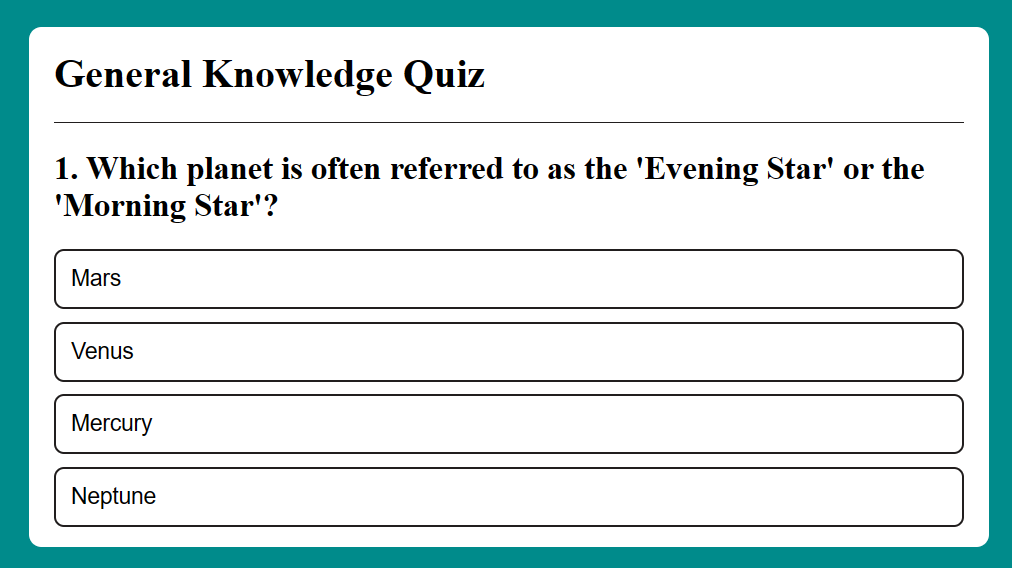 General Knowledge Quiz
1. Which planet is often referred to as the 'Evening Star' or the
'Morning Star'?
Mars
Venus
Mercury
Neptune